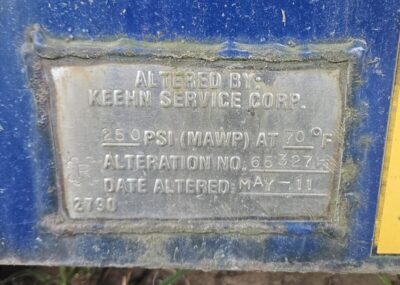 ALTERED BY:
KEEHN SERVICE CORP.
250 PSI (MAWP) AT 70 °F
R ALTERATION NO. 65327
DATE ALTERED: MAY-11
2790